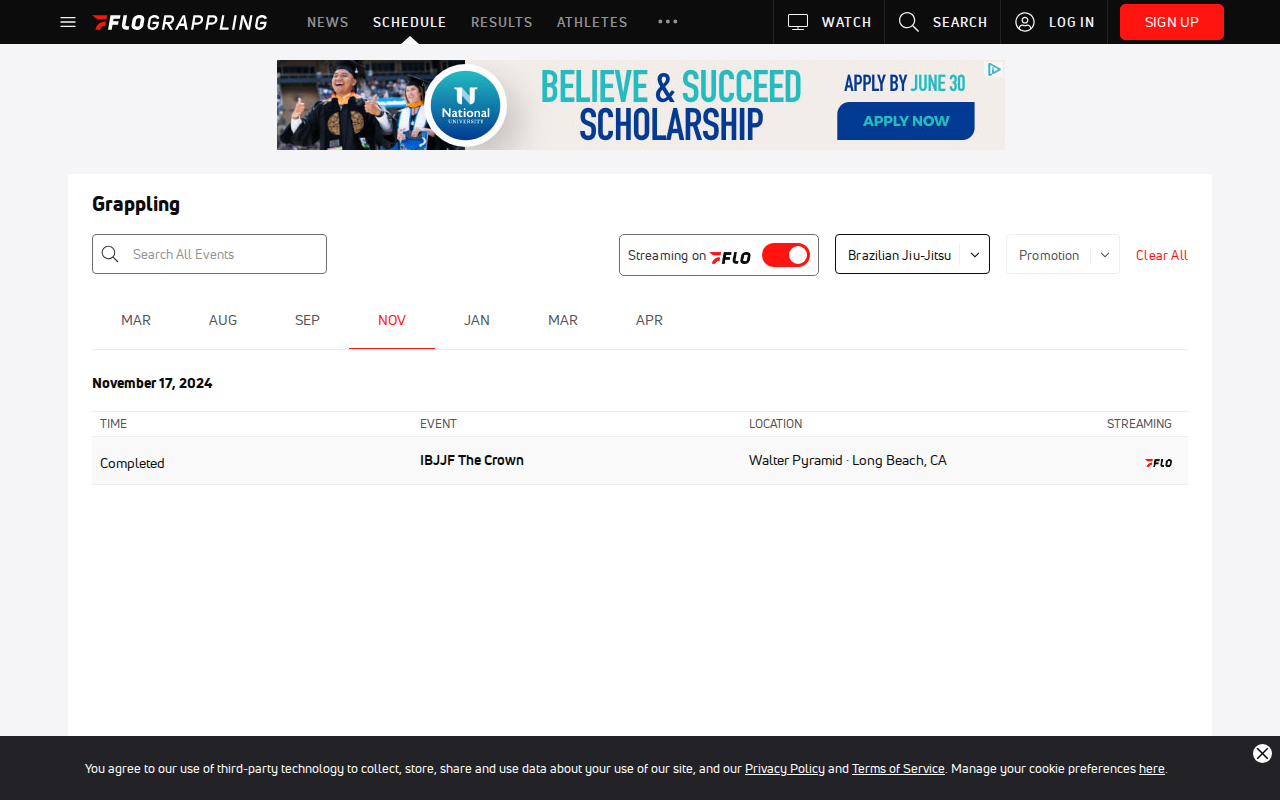 FLOGRAPPLING NEWS SCHEDULE RESULTS ATHLETES WATCH SEARCH LOG IN SIGN UP
National UNIVERSITY
BELIEVE & SUCCEED
SCHOLARSHIP
APPLY BY JUNE 30
APPLY NOW
Grappling
Search All Events Streaming on FLO Brazilian Jiu-Jitsu Promotion Clear All
MAR AUG SEP NOV JAN MAR APR
November 17, 2024
TIME EVENT LOCATION STREAMING
Completed IBJJF The Crown Walter Pyramid · Long Beach, CA FLO
You agree to our use of third-party technology to collect, store, share and use data about your use of our site, and our Privacy Policy and Terms of Service. Manage your cookie preferences here.